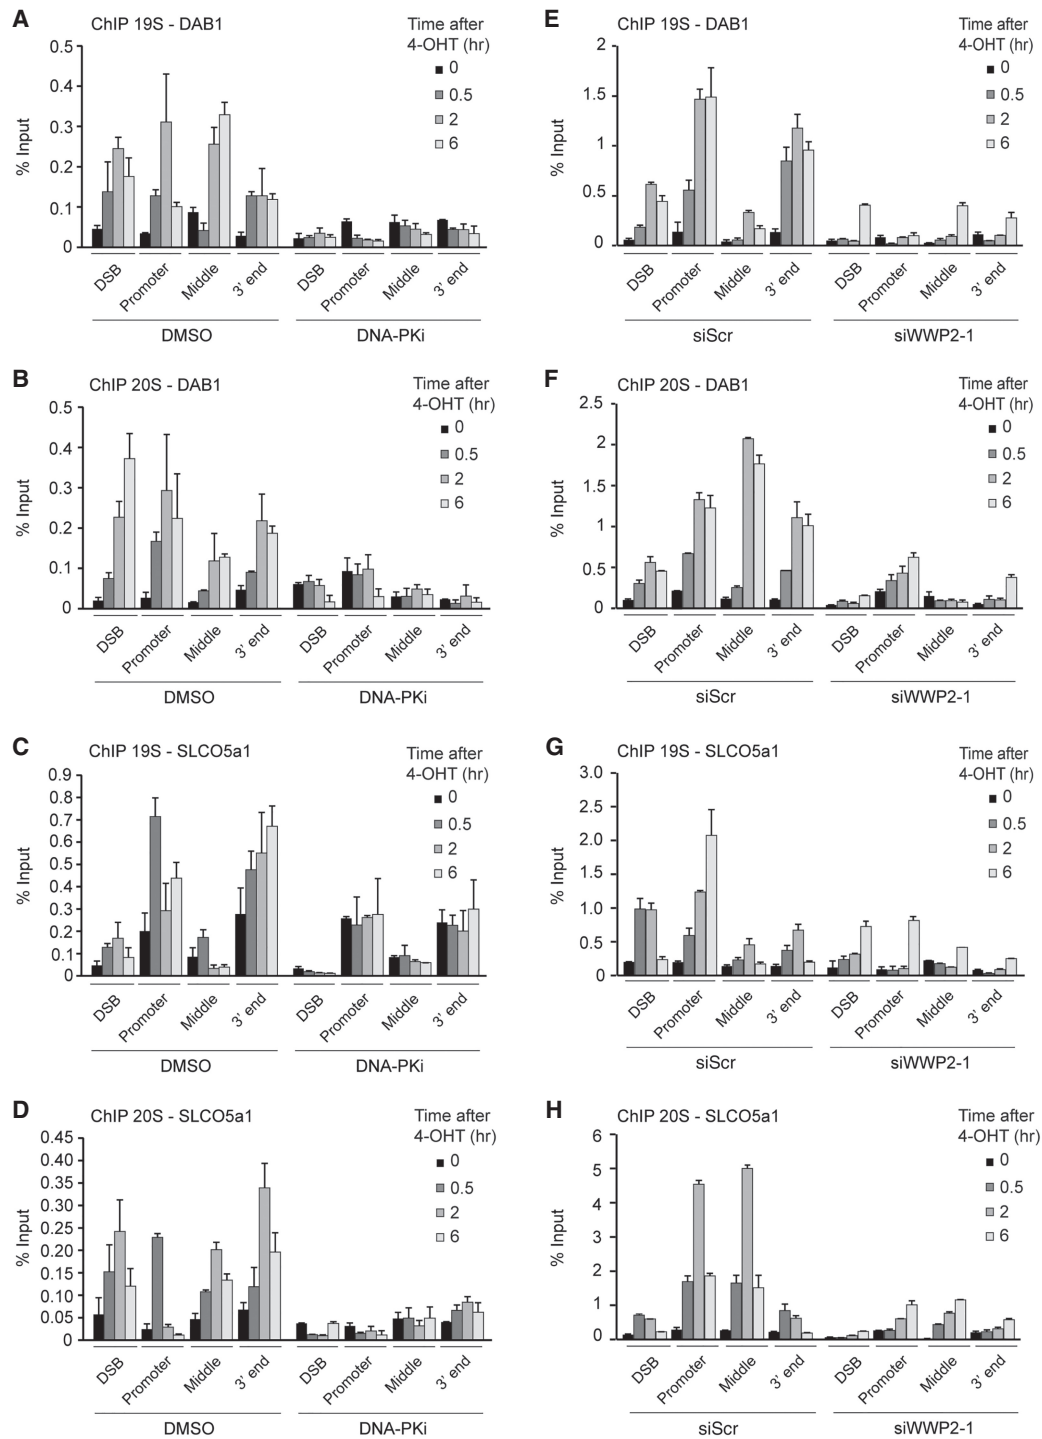 A
ChIP 19S - DAB1
Time after
4-OHT (hr)
0
0.5
2
6
% Input
0.5
0.4
0.3
0.2
0.1
0
DSB
Promoter
Middle
3' end
DSB
Promoter
Middle
3' end
DMSO
DNA-PKi
B
ChIP 20S - DAB1
Time after
4-OHT (hr)
0
0.5
2
6
% Input
0.5
0.4
0.3
0.2
0.1
0
DSB
Promoter
Middle
3' end
DSB
Promoter
Middle
3' end
DMSO
DNA-PKi
C
ChIP 19S - SLCO5a1
Time after
4-OHT (hr)
0
0.5
2
6
% Input
0.9
0.8
0.7
0.6
0.5
0.4
0.3
0.2
0.1
0
DSB
Promoter
Middle
3' end
DSB
Promoter
Middle
3' end
DMSO
DNA-PKi
D
ChIP 20S - SLCO5a1
Time after
4-OHT (hr)
0
0.5
2
6
% Input
0.45
0.40
0.35
0.30
0.25
0.20
0.15
0.10
0.05
0
DSB
Promoter
Middle
3' end
DSB
Promoter
Middle
3' end
DMSO
DNA-PKi
E
ChIP 19S - DAB1
Time after
4-OHT (hr)
0
0.5
2
6
% Input
2
1.5
1
0.5
0
DSB
Promoter
Middle
3' end
DSB
Promoter
Middle
3' end
siScr
siWWP2-1
F
ChIP 20S - DAB1
Time after
4-OHT (hr)
0
0.5
2
6
% Input
2.5
2
1.5
1
0.5
0
DSB
Promoter
Middle
3' end
DSB
Promoter
Middle
3' end
siScr
siWWP2-1
G
ChIP 19S - SLCO5a1
Time after
4-OHT (hr)
0
0.5
2
6
% Input
3.0
2.5
2.0
1.5
1.0
0.5
0
DSB
Promoter
Middle
3' end
DSB
Promoter
Middle
3' end
siScr
siWWP2-1
H
ChIP 20S - SLCO5a1
Time after
4-OHT (hr)
0
0.5
2
6
% Input
6
5
4
3
2
1
0
DSB
Promoter
Middle
3' end
DSB
Promoter
Middle
3' end
siScr
siWWP2-1